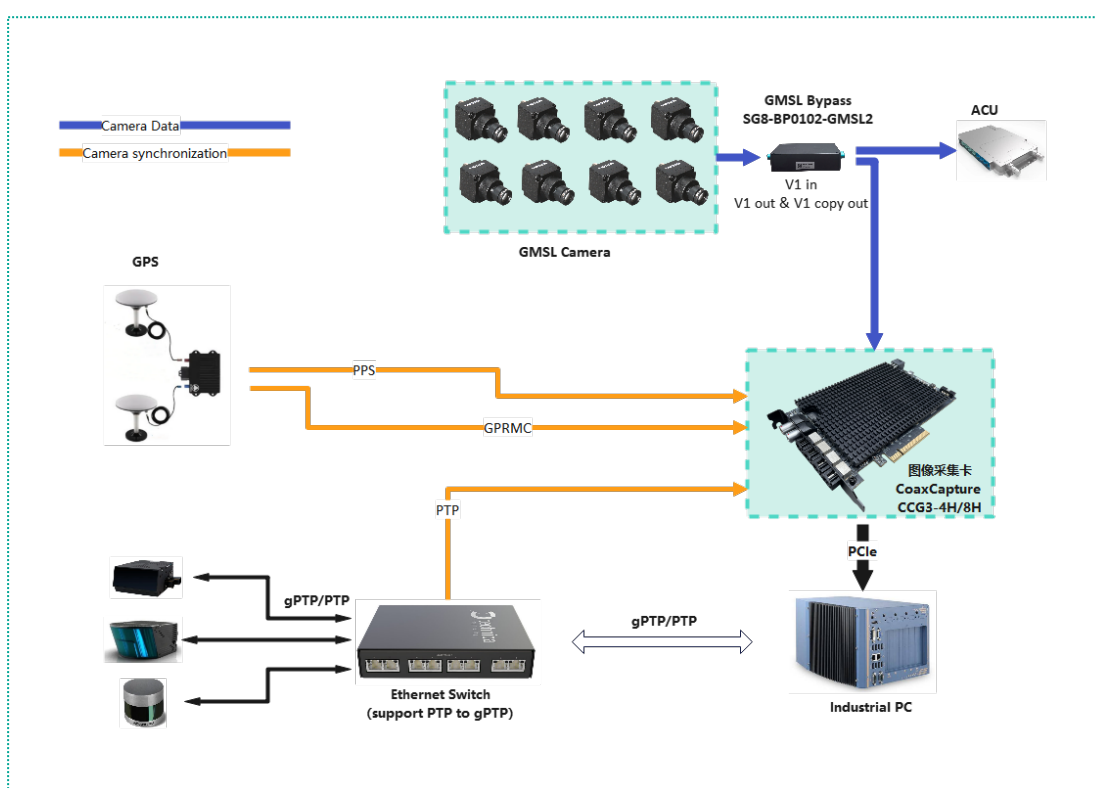 Camera Data
Camera synchronization
GMSL Bypass
SG8-BP0102-GMSL2
ACU
V1 in
V1 out & V1 copy out
GMSL Camera
GPS
PPS
GPRMC
图像采集卡
CoaxCapture
CCG3-4H/8H
PTP
PCIe
gPTP/PTP
gPTP/PTP
Ethernet Switch
(support PTP to gPTP)
Industrial PC